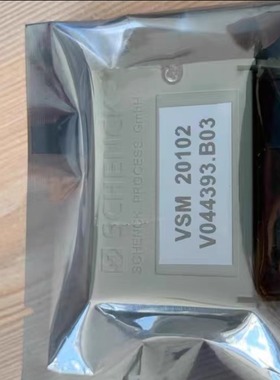 SCHENCK
SCHENCK PROCESS GmbH
VSM 20102
V044393.B03